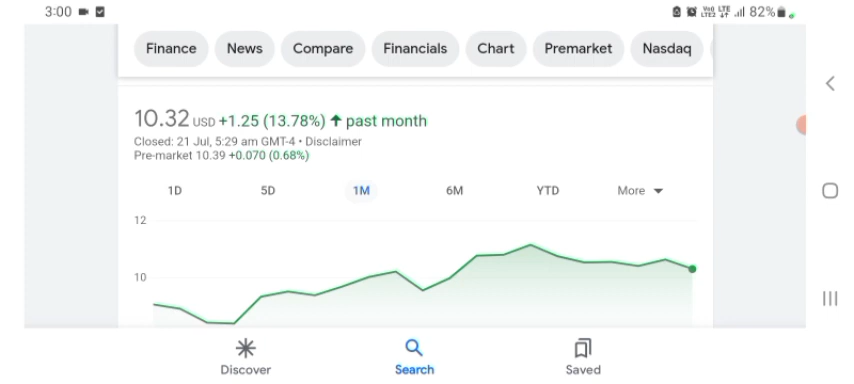 3:00 82%
Finance News Compare Financials Chart Premarket Nasdaq
10.32 USD +1.25 (13.78%) ↑ past month
Closed: 21 Jul, 5:29 am GMT-4 • Disclaimer
Pre-market 10.39 +0.070 (0.68%)
1D 5D 1M 6M YTD More
12
10
Discover Search Saved